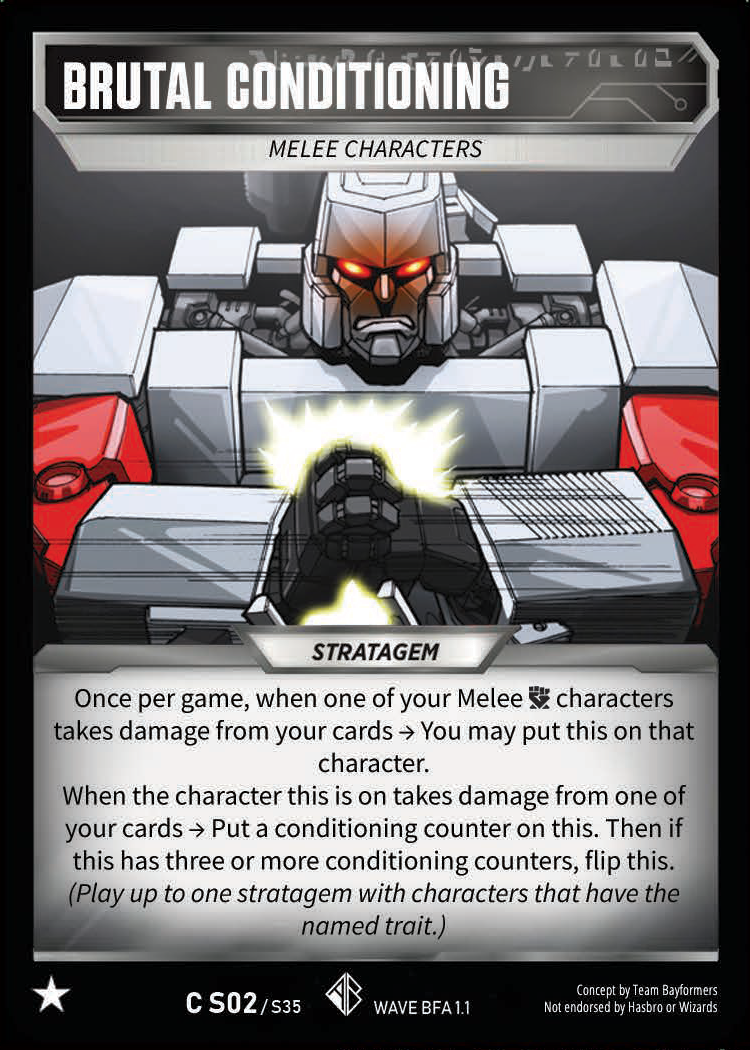 BRUTAL CONDITIONING
MELEE CHARACTERS
STRATAGEM
Once per game, when one of your Melee characters
takes damage from your cards → You may put this on that
character.
When the character this is on takes damage from one of
your cards → Put a conditioning counter on this. Then if
this has three or more conditioning counters, flip this.
(Play up to one stratagem with characters that have the
named trait.)
C S02/S35
WAVE BFA 1.1
Concept by Team Bayformers
Not endorsed by Hasbro or Wizards